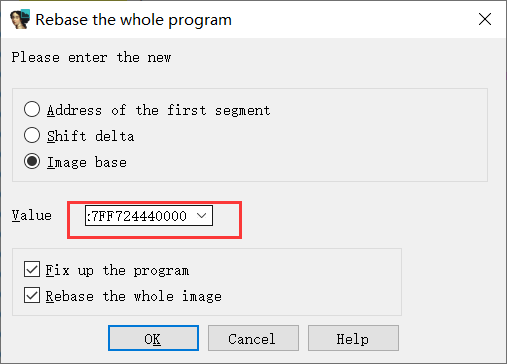 Rebase the whole program
Please enter the new
Address of the first segment
Shift delta
Image base
Value :7FF724440000
Fix up the program
Rebase the whole image
OK Cancel Help